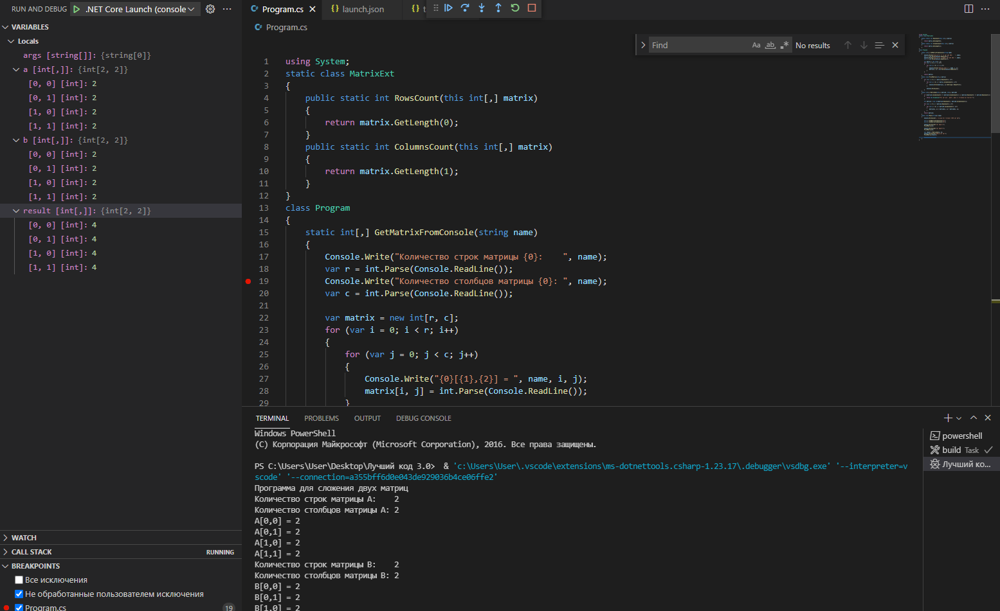 RUN AND DEBUG .NET Core Launch (console
VARIABLES
Locals
args [string[]]: {string[0]}
a [int[,]]: {int[2, 2]}
[0, 0] [int]: 2
[0, 1] [int]: 2
[1, 0] [int]: 2
[1, 1] [int]: 2
b [int[,]]: {int[2, 2]}
[0, 0] [int]: 2
[0, 1] [int]: 2
[1, 0] [int]: 2
[1, 1] [int]: 2
result [int[,]]: {int[2, 2]}
[0, 0] [int]: 4
[0, 1] [int]: 4
[1, 0] [int]: 4
[1, 1] [int]: 4
WATCH
CALL STACK RUNNING
BREAKPOINTS
Все исключения
Не обработанные пользователем исключения
Program.cs 19
C# Program.cs {} launch.json {} t
C# Program.cs
Find Aa ab .* No results
1 using System;
2 static class MatrixExt
3 {
4 public static int RowsCount(this int[,] matrix)
5 {
6 return matrix.GetLength(0);
7 }
8 public static int ColumnsCount(this int[,] matrix)
9 {
10 return matrix.GetLength(1);
11 }
12 }
13 class Program
14 {
15 static int[,] GetMatrixFromConsole(string name)
16 {
17 Console.Write("Количество строк матрицы {0}:    ", name);
18 var r = int.Parse(Console.ReadLine());
19 Console.Write("Количество столбцов матрицы {0}: ", name);
20 var c = int.Parse(Console.ReadLine());
21
22 var matrix = new int[r, c];
23 for (var i = 0; i < r; i++)
24 {
25 for (var j = 0; j < c; j++)
26 {
27 Console.Write("{0}[{1},{2}] = ", name, i, j);
28 matrix[i, j] = int.Parse(Console.ReadLine());
29 }
TERMINAL PROBLEMS OUTPUT DEBUG CONSOLE
Windows PowerShell
(C) Корпорация Майкрософт (Microsoft Corporation), 2016. Все права защищены.
PS C:\Users\User\Desktop\Лучший код 3.0>  & 'c:\Users\User\.vscode\extensions\ms-dotnettools.csharp-1.23.17\.debugger\vsdbg.exe' '--interpreter=v
scode' '--connection=a355bff6d0e043de929036b4ce06ffe2'
Программа для сложения двух матриц
Количество строк матрицы A:    2
Количество столбцов матрицы A: 2
A[0,0] = 2
A[0,1] = 2
A[1,0] = 2
A[1,1] = 2
Количество строк матрицы B:    2
Количество столбцов матрицы B: 2
B[0,0] = 2
B[0,1] = 2
B[1,0] = 2
powershell
build Task
Лучший ко...